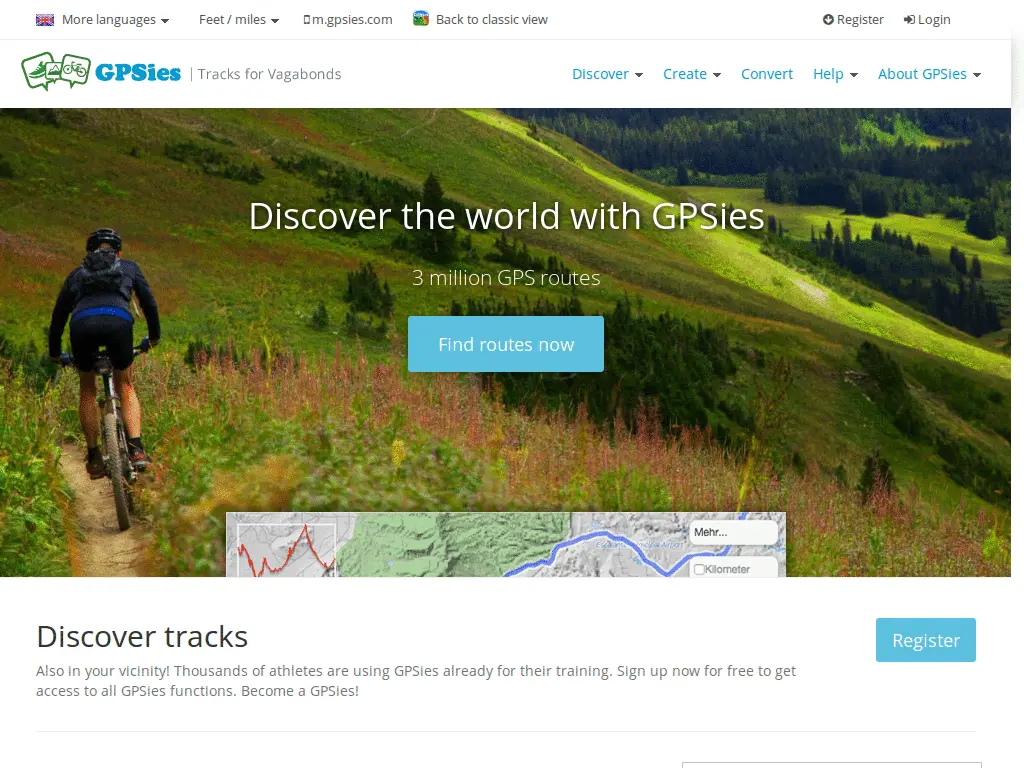 More languages Feet / miles m.gpsies.com Back to classic view Register Login
GPSies | Tracks for Vagabonds Discover Create Convert Help About GPSies
Discover the world with GPSies
3 million GPS routes
Find routes now
Mehr...
Kilometer
Discover tracks
Register
Also in your vicinity! Thousands of athletes are using GPSies already for their training. Sign up now for free to get
access to all GPSies functions. Become a GPSies!